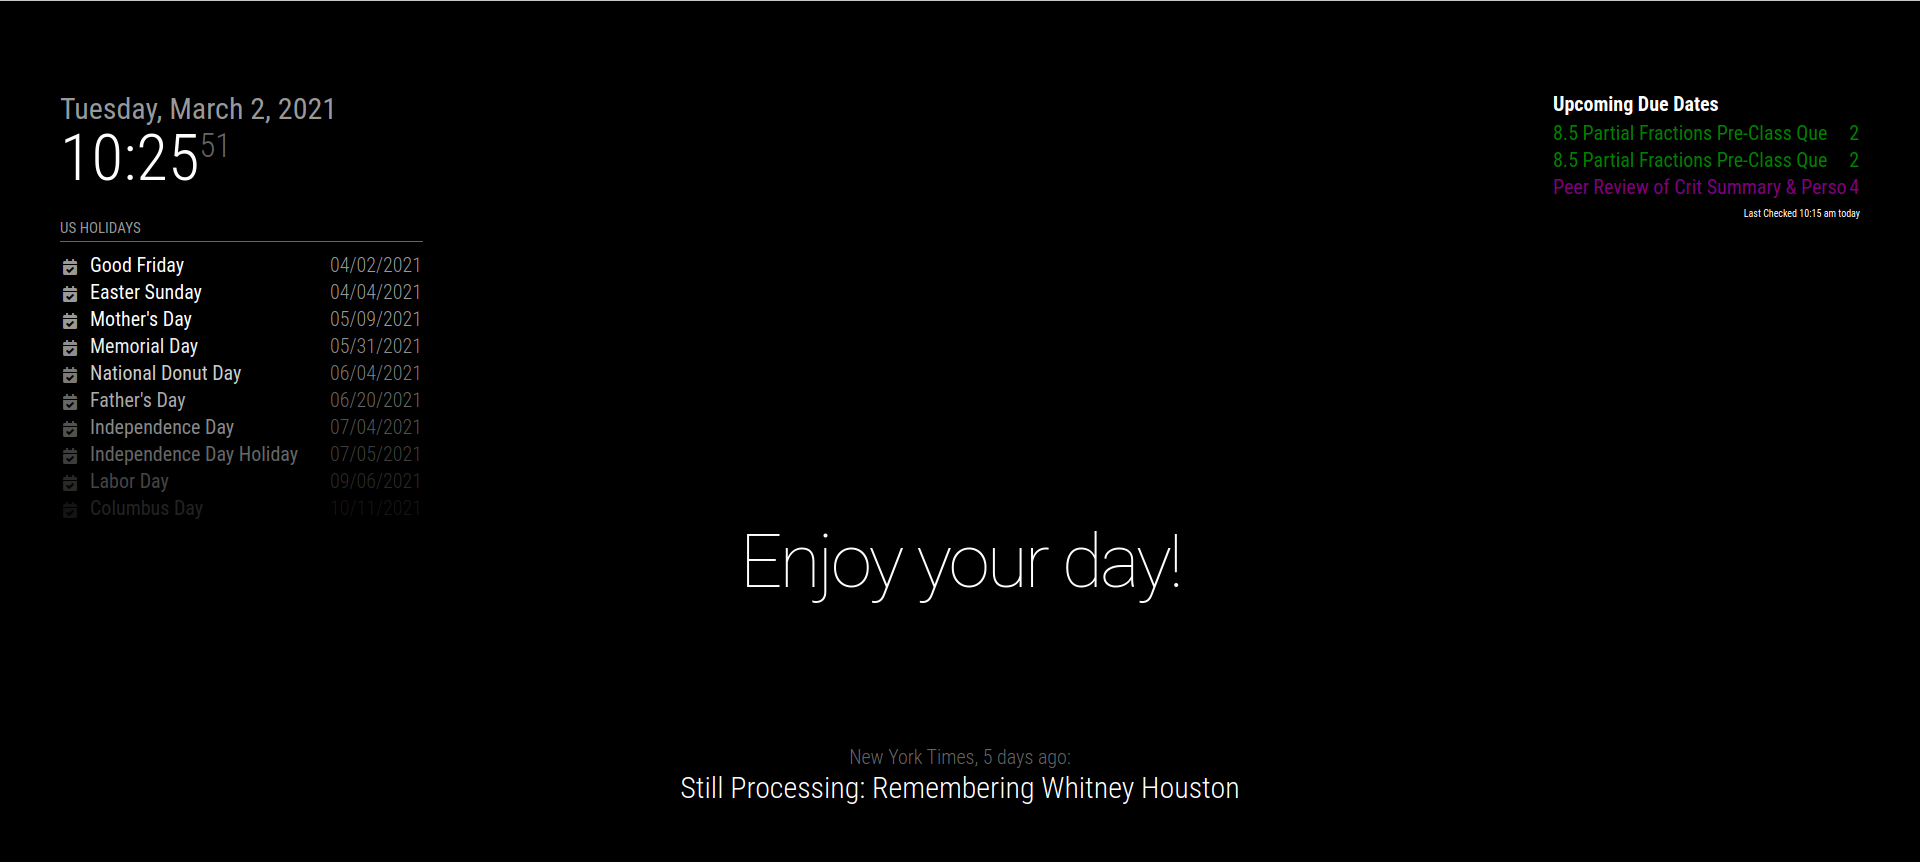 Tuesday, March 2, 2021
10:25 51
US HOLIDAYS
Good Friday 04/02/2021
Easter Sunday 04/04/2021
Mother's Day 05/09/2021
Memorial Day 05/31/2021
National Donut Day 06/04/2021
Father's Day 06/20/2021
Independence Day 07/04/2021
Independence Day Holiday 07/05/2021
Labor Day 09/06/2021
Columbus Day 10/11/2021
Upcoming Due Dates
8.5 Partial Fractions Pre-Class Que 2
8.5 Partial Fractions Pre-Class Que 2
Peer Review of Crit Summary & Perso 4
Last Checked 10:15 am today
Enjoy your day!
New York Times, 5 days ago:
Still Processing: Remembering Whitney Houston